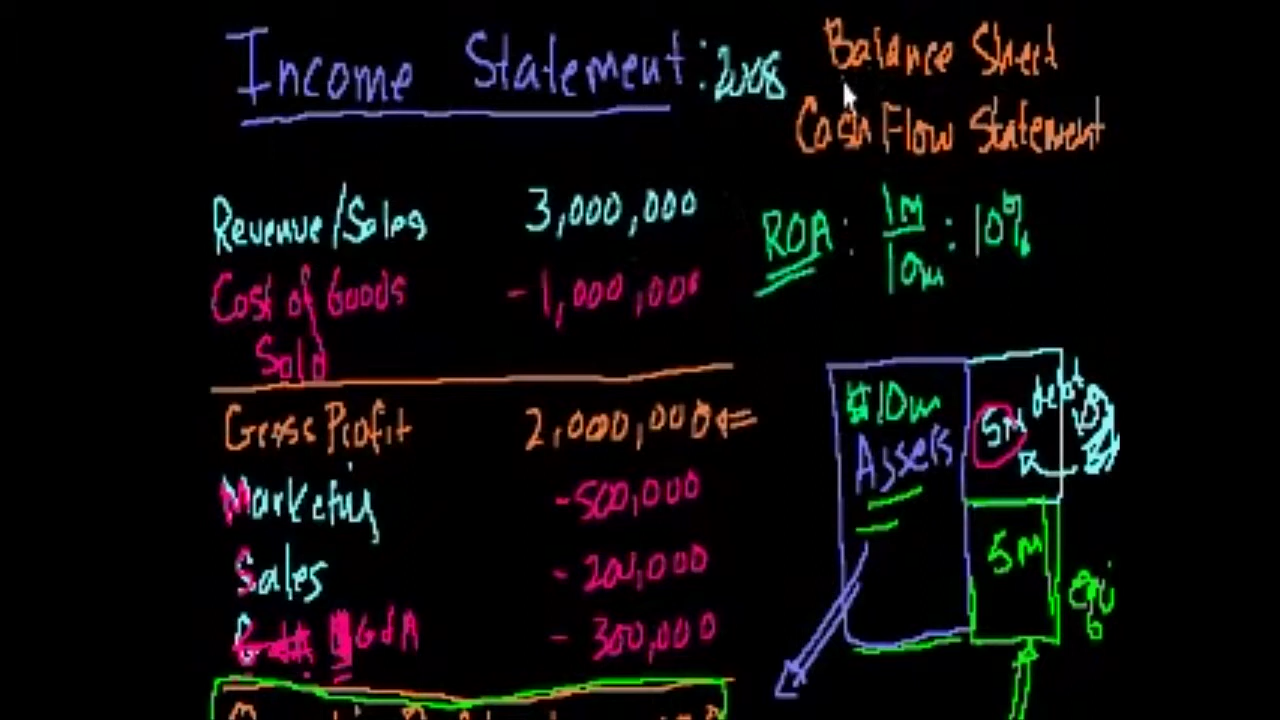 Income Statement: 2008
Balance Sheet
Cash Flow Statement
Revenue/Sales 3,000,000
ROA: 1M/10M : 10%
Cost of Goods Sold -1,000,000
Gross Profit 2,000,000
Marketing -500,000
Sales -200,000
G&A -300,000
$10M
Assets
5M debt
5M
equi